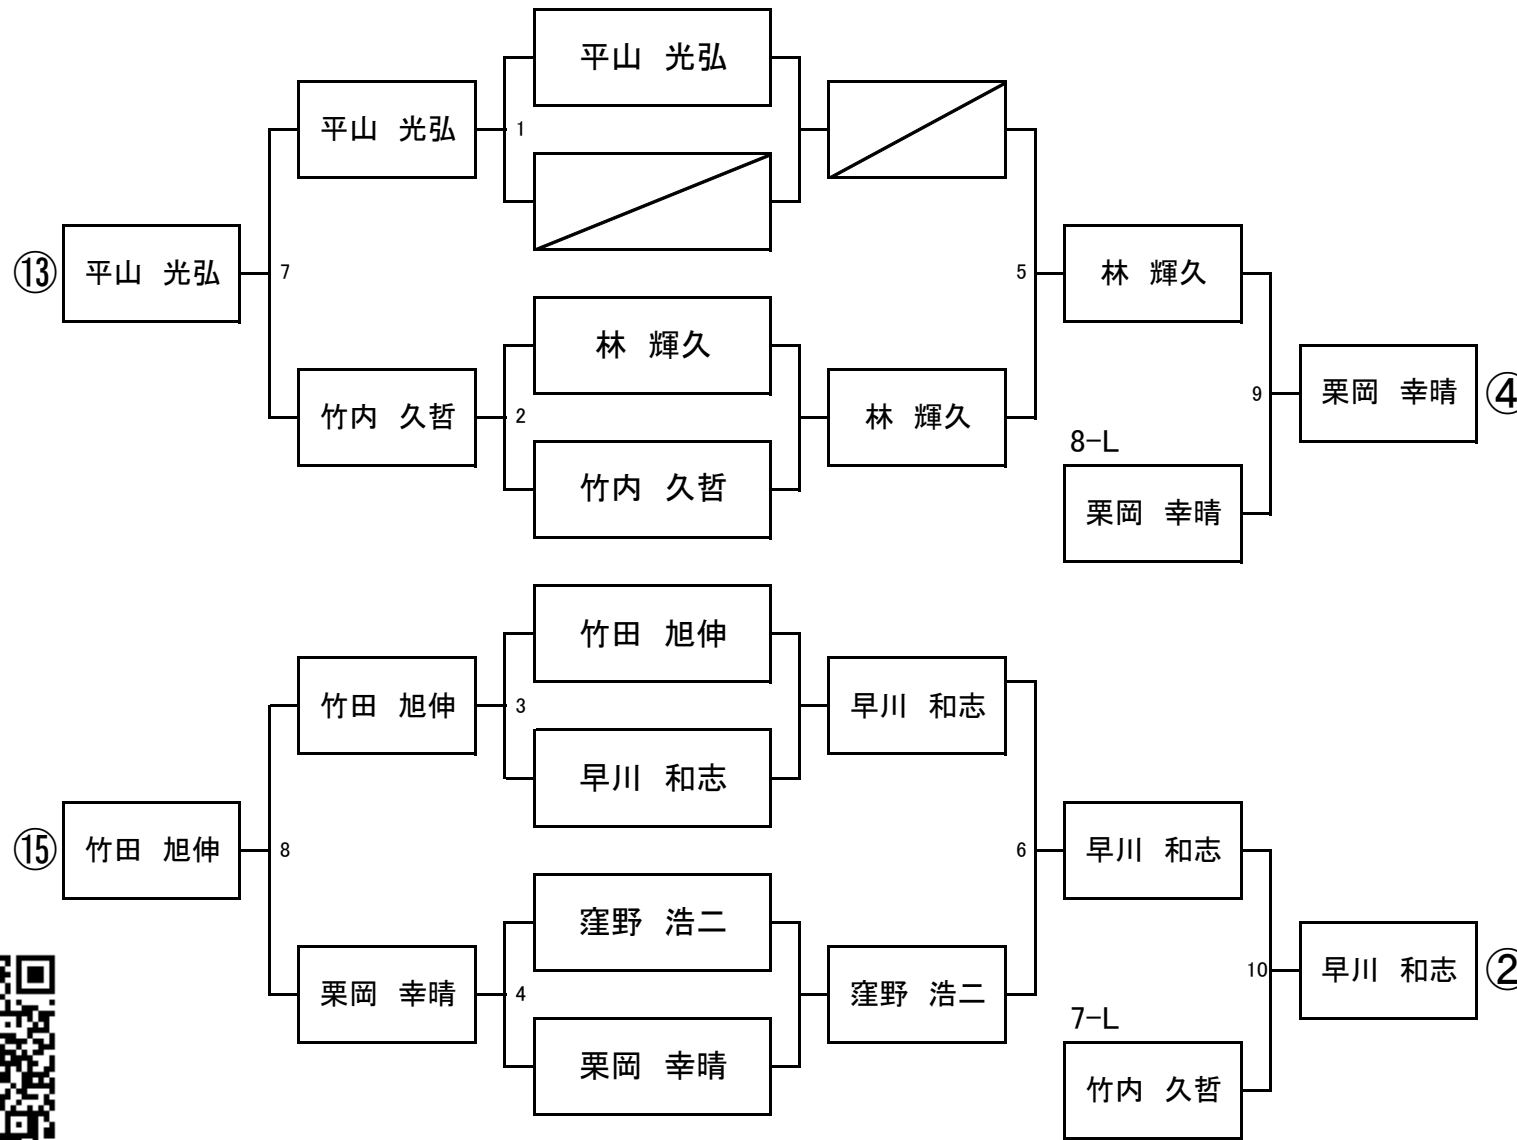 平山　光弘
平山　光弘
1
⑬
平山　光弘
7
5
林　輝久
林　輝久
竹内　久哲
2
林　輝久
9
栗岡　幸晴
④
8-L
竹内　久哲
栗岡　幸晴
竹田　旭伸
竹田　旭伸
3
早川　和志
早川　和志
⑮
竹田　旭伸
8
6
早川　和志
窪野　浩二
栗岡　幸晴
4
窪野　浩二
10
早川　和志
②
7-L
栗岡　幸晴
竹内　久哲